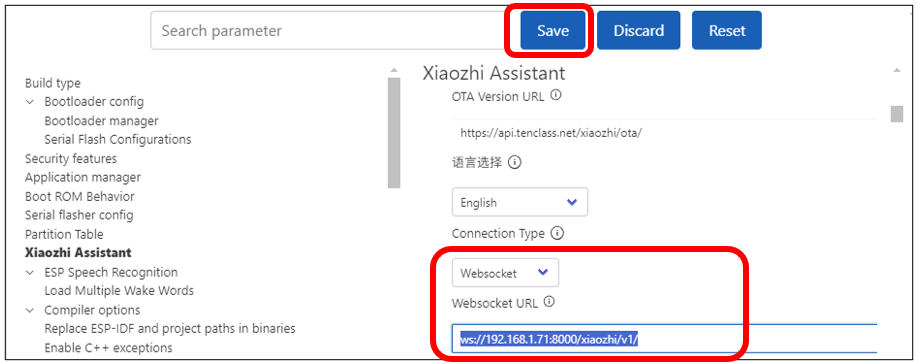 Search parameter
Save
Discard
Reset
Build type
Bootloader config
Bootloader manager
Serial Flash Configurations
Security features
Application manager
Boot ROM Behavior
Serial flasher config
Partition Table
Xiaozhi Assistant
ESP Speech Recognition
Load Multiple Wake Words
Compiler options
Replace ESP-IDF and project paths in binaries
Enable C++ exceptions
Xiaozhi Assistant
OTA Version URL
https://api.tenclass.net/xiaozhi/ota/
语言选择
English
Connection Type
Websocket
Websocket URL
ws://192.168.1.71:8000/xiaozhi/v1/